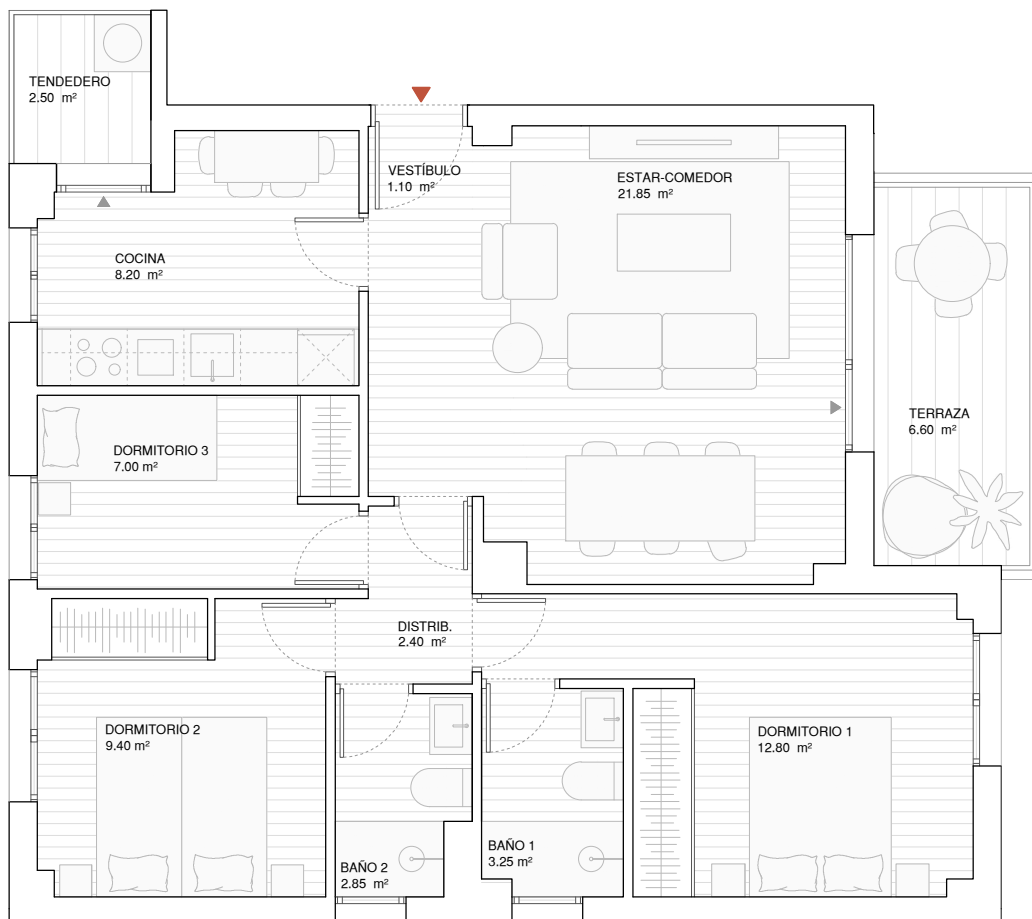 TENDEDERO
2.50 m²
VESTÍBULO
1.10 m²
ESTAR-COMEDOR
21.85 m²
COCINA
8.20 m²
TERRAZA
6.60 m²
DORMITORIO 3
7.00 m²
DISTRIB.
2.40 m²
DORMITORIO 2
9.40 m²
DORMITORIO 1
12.80 m²
BAÑO 1
3.25 m²
BAÑO 2
2.85 m²